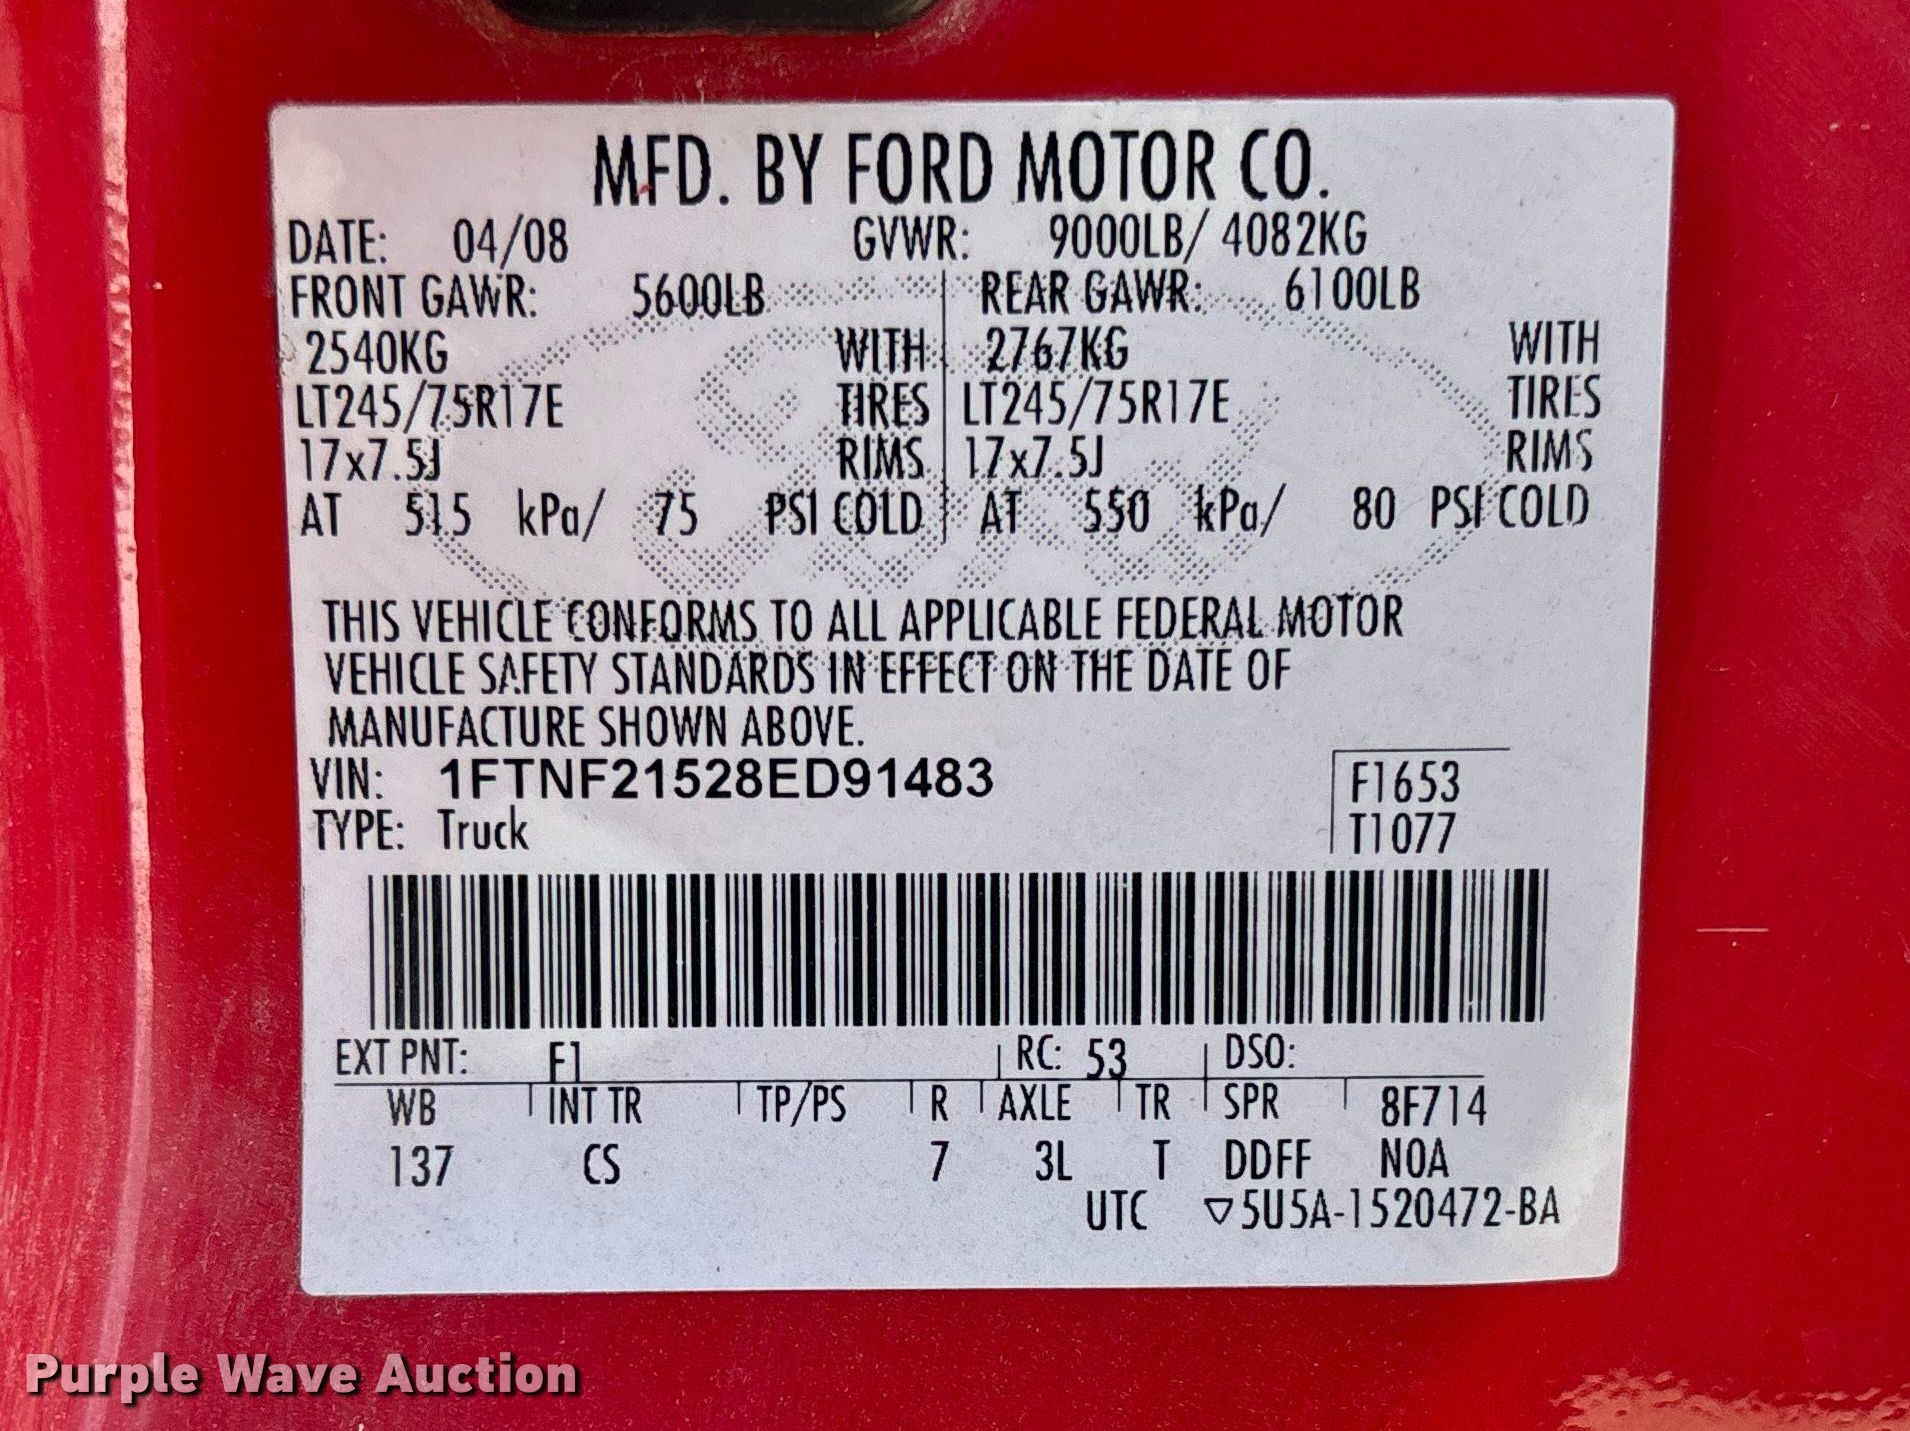 MFD. BY FORD MOTOR CO.
DATE: 04/08 GVWR: 9000LB/ 4082KG
FRONT GAWR: 5600LB REAR GAWR: 6100LB
2540KG WITH 2767KG WITH
LT245/75R17E TIRES LT245/75R17E TIRES
17x7.5J RIMS 17x7.5J RIMS
AT 515 kPa/ 75 PSI COLD AT 550 kPa/ 80 PSI COLD
THIS VEHICLE CONFORMS TO ALL APPLICABLE FEDERAL MOTOR
VEHICLE SAFETY STANDARDS IN EFFECT ON THE DATE OF
MANUFACTURE SHOWN ABOVE.
VIN: 1FTNF21528ED91483 F1653
TYPE: Truck T1077
EXT PNT: F1 RC: 53 DSO:
WB INT TR TP/PS R AXLE TR SPR 8F714
137 CS 7 3L T DDFF NOA
UTC ▽5U5A-1520472-BA
Purple Wave Auction